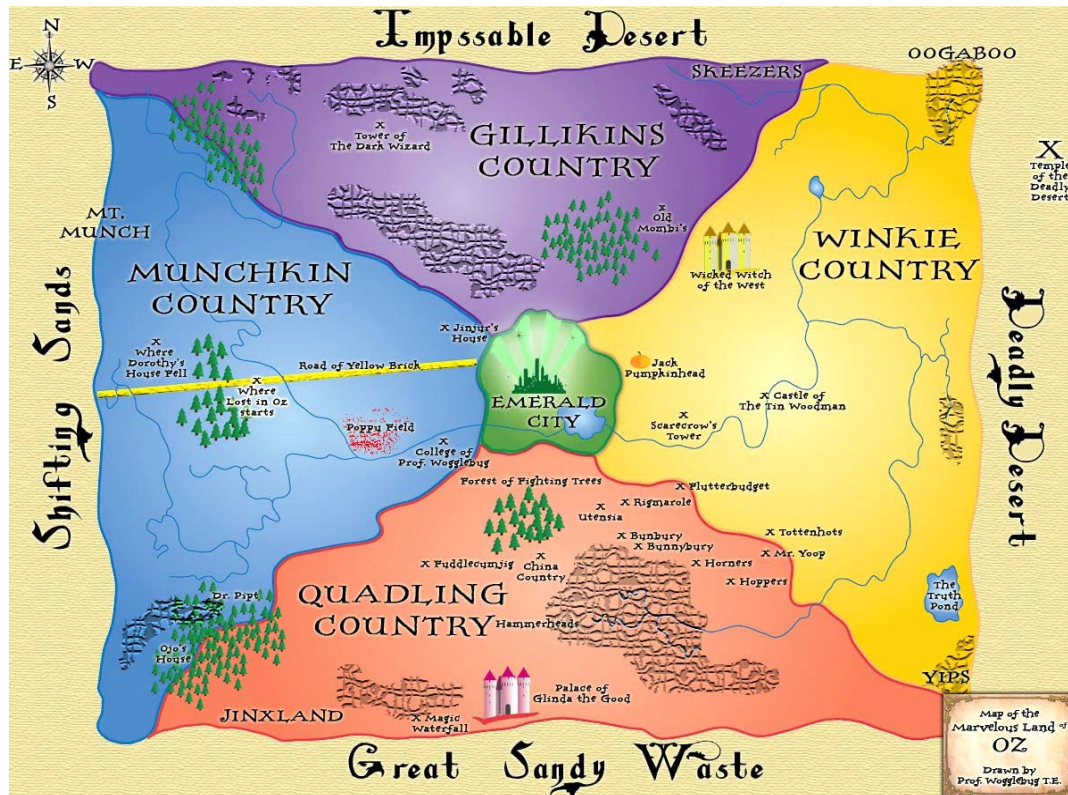 Impssable Desert
N
E W
S
OOGABOO
SKEEZERS
X
Tower of
The Dark Wizard
GILLIKINS
COUNTRY
X
Temple
of the
Deadly
Desert
X
Old
Mombi's
MT.
MUNCH
WINKIE
COUNTRY
MUNCHKIN
COUNTRY
Wicked Witch
of the West
Shifting Sands
Deadly Desert
X Jinjur's
House
X
Where
Dorothy's
House Fell
Road of Yellow Brick
Jack
Pumpkinhead
X
Where
Lost in Oz
starts
EMERALD
CITY
X Castle of
The Tin Woodman
X
Scarecrow's
Tower
Poppy Field
X
College of
Prof. Wogglebug
Forest of Fighting Trees
X Flutterbudget
X Rigmarole
X
Utensia
X Bunbury
X Bunnybury
X Tottenhots
X Mr. Yoop
X Fuddlecumjig
X
China
Country
X Horners
X Hoppers
Dr. Pipt
QUADLING
COUNTRY
Hammerheads
The
Truth
Pond
Ojo's
House
YIPS
Palace of
Glinda the Good
JINXLAND
X Magic
Waterfall
Great Sandy Waste
Map of the
Marvelous Land of
OZ
Drawn by
Prof. Wogglebug T.E.